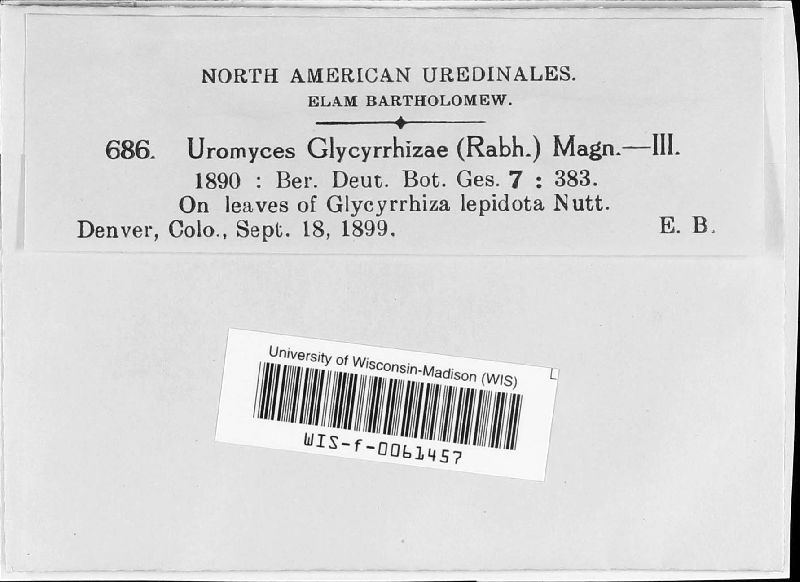 NORTH AMERICAN UREDINALES.
ELAM BARTHOLOMEW.
686. Uromyces Glycyrrhizae (Rabh.) Magn.—III.
1890 : Ber. Deut. Bot. Ges. 7 : 383.
On leaves of Glycyrrhiza lepidota Nutt.
Denver, Colo., Sept. 18, 1899. E. B.
University of Wisconsin-Madison (WIS)
WIS-f-0061457